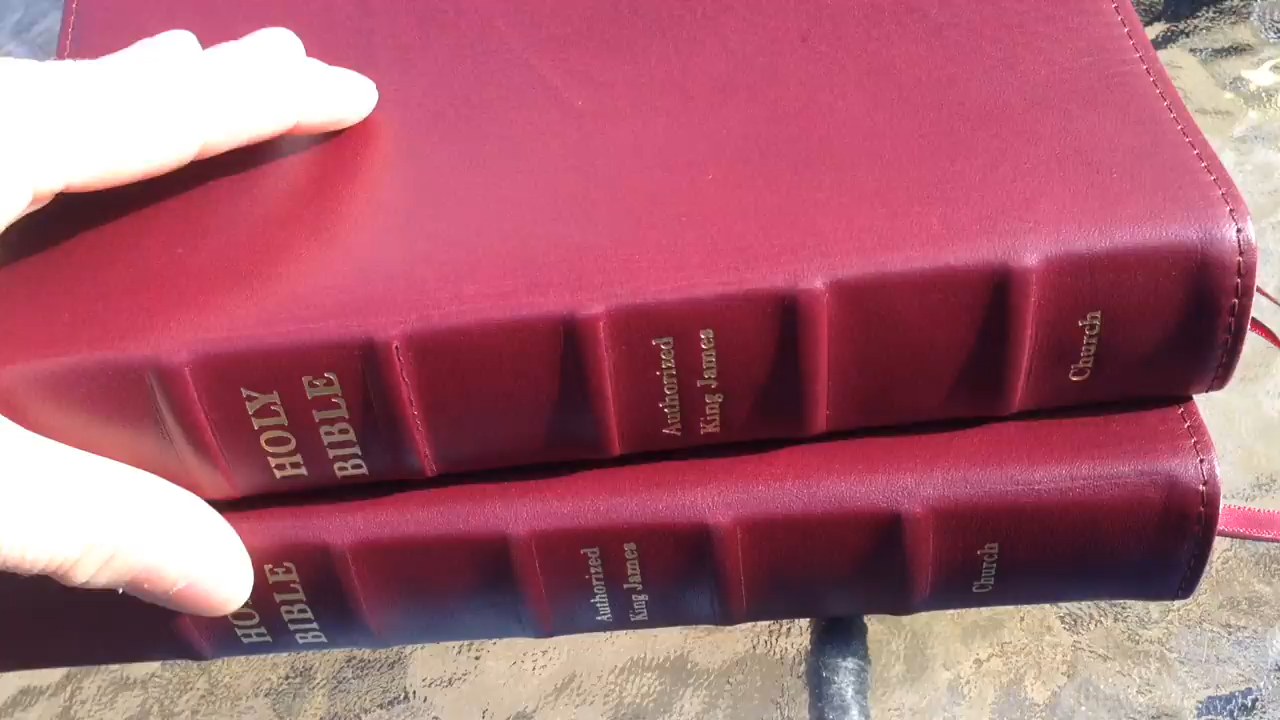 HOLY
BIBLE
Authorized
King James
Church
BIBLE
Authorized
King James
Church